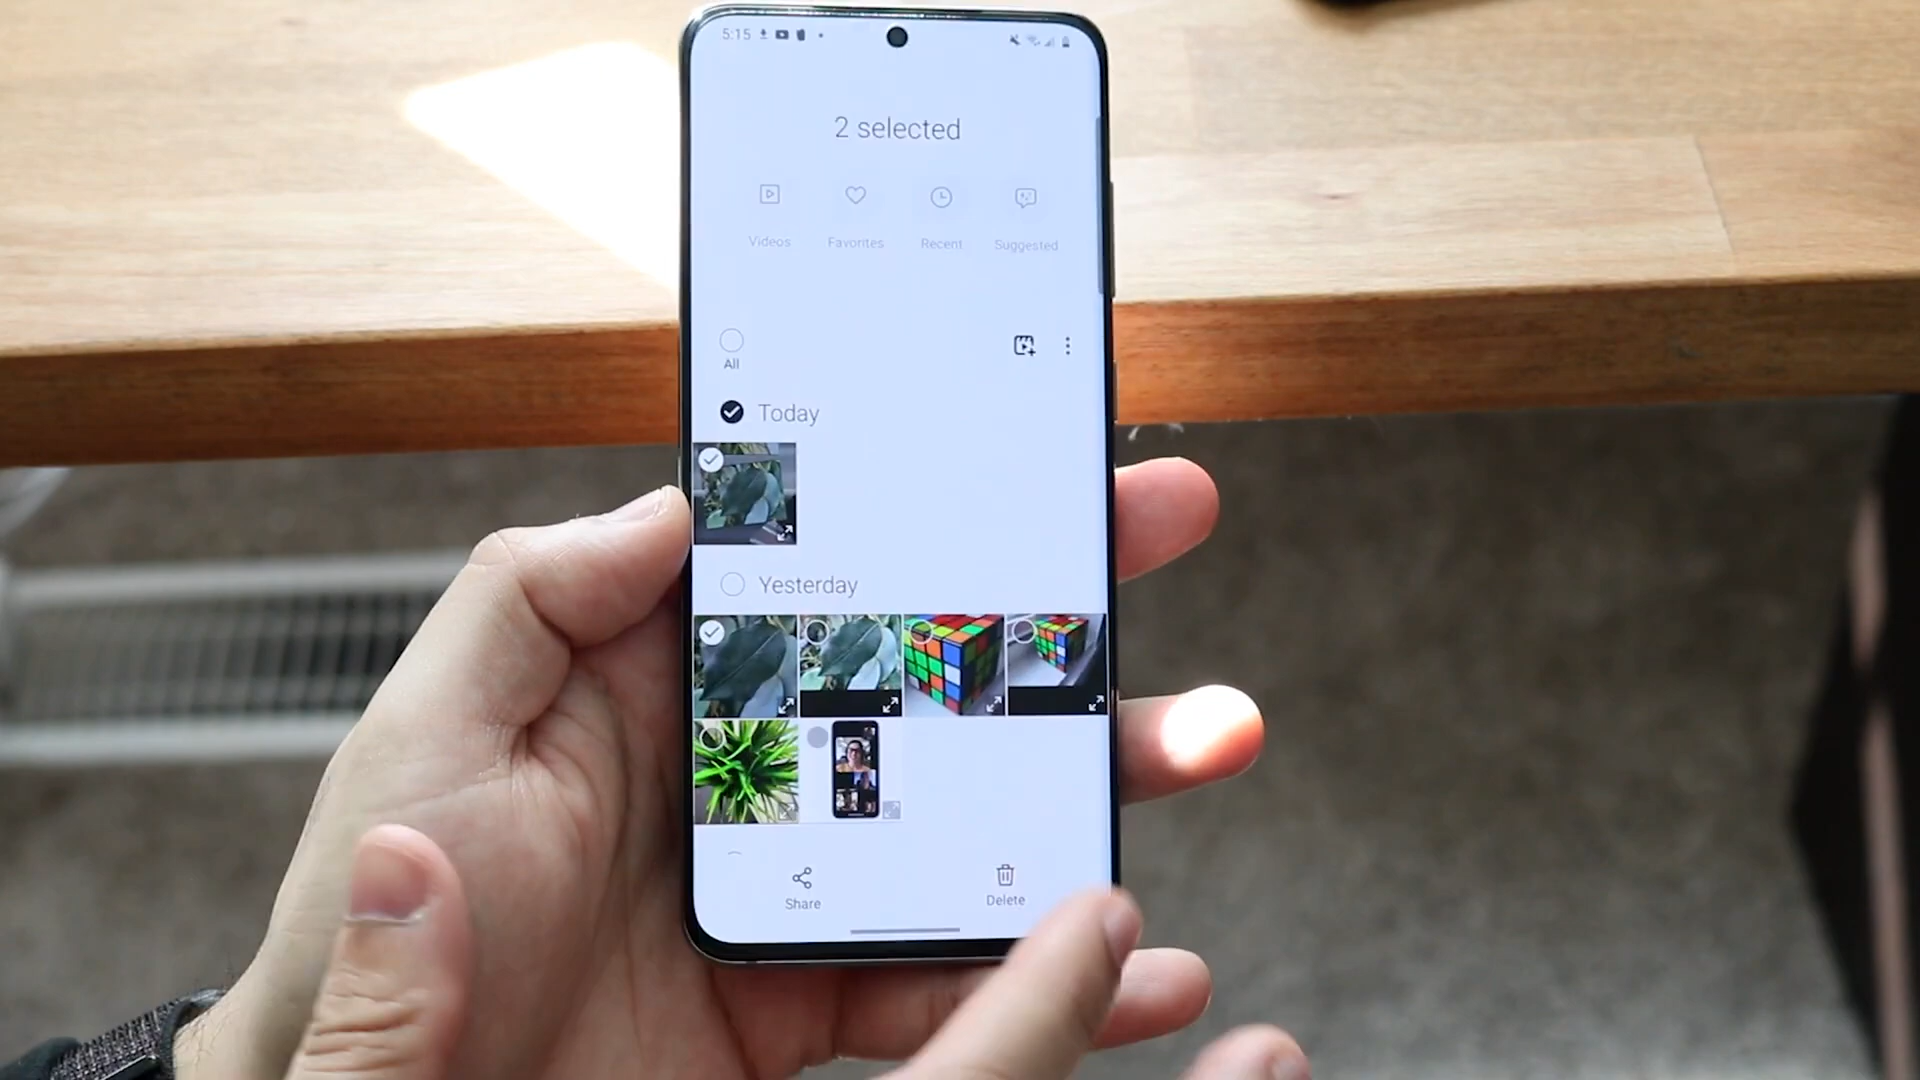 5:15
2 selected
Videos Favorites Recent Suggested
All
Today
Yesterday
Share Delete